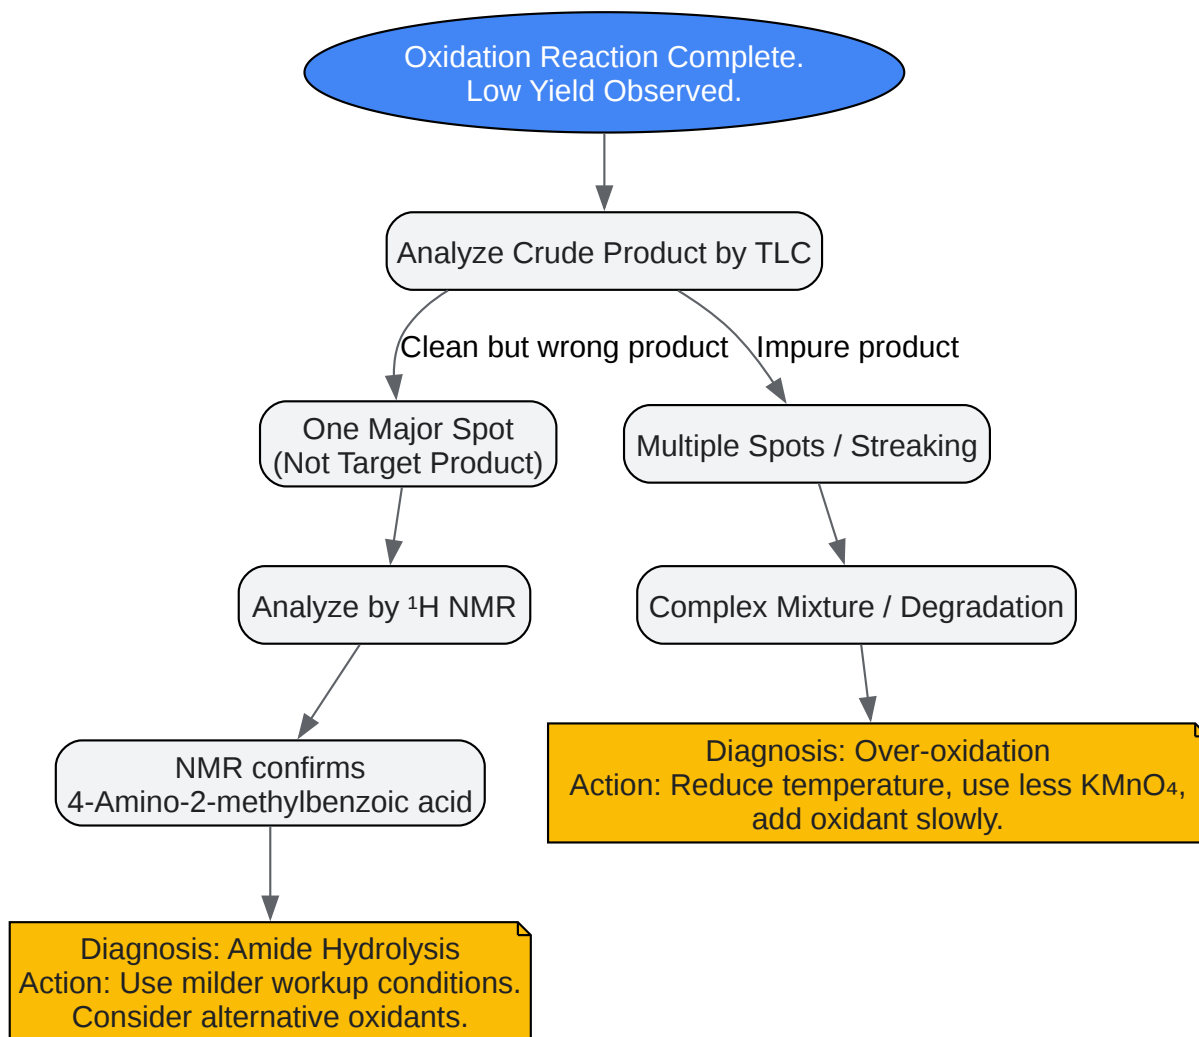 Oxidation Reaction Complete.
Low Yield Observed.
Analyze Crude Product by TLC
Clean but wrong product
Impure product
One Major Spot
(Not Target Product)
Multiple Spots / Streaking
Analyze by ¹H NMR
Complex Mixture / Degradation
NMR confirms
4-Amino-2-methylbenzoic acid
Diagnosis: Over-oxidation
Action: Reduce temperature, use less KMnO₄,
add oxidant slowly.
Diagnosis: Amide Hydrolysis
Action: Use milder workup conditions.
Consider alternative oxidants.